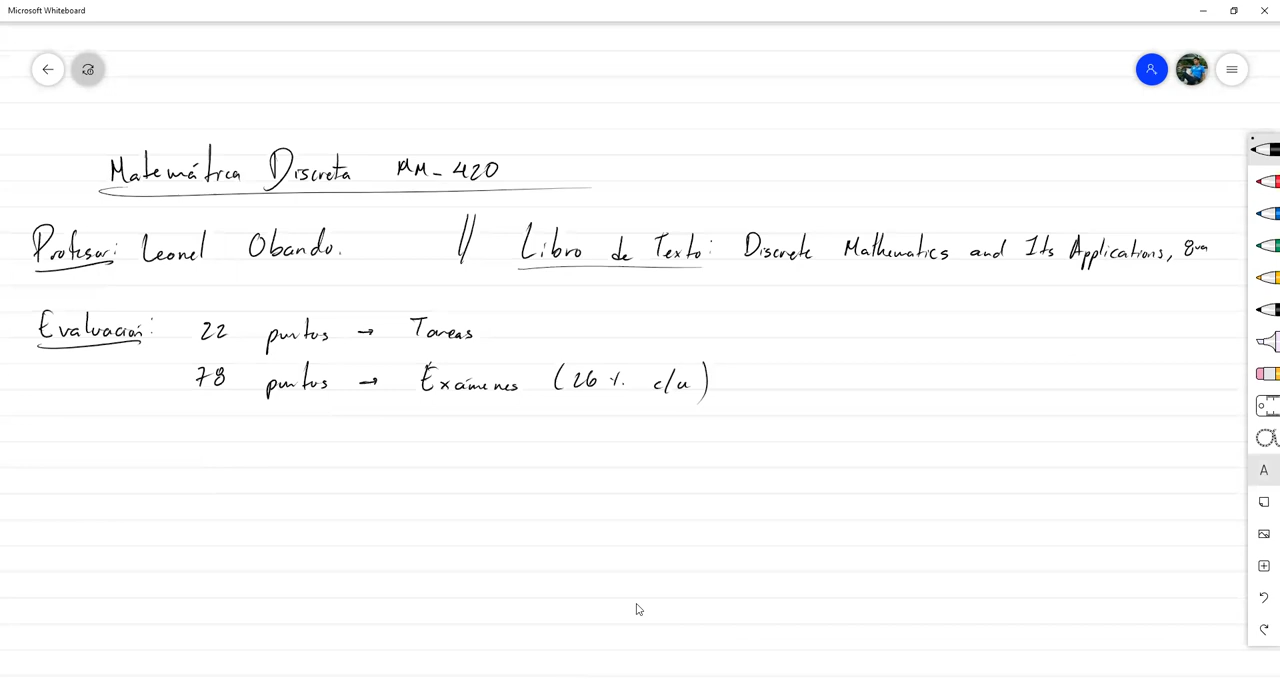 Microsoft Whiteboard
Matemática Discreta MM-420
Profesor: Leonel Obando. // Libro de Texto: Discrete Mathematics and Its Applications, 8va
Evaluación: 22 puntos → Tareas
78 puntos → Éxámenes (26% c/u)
A